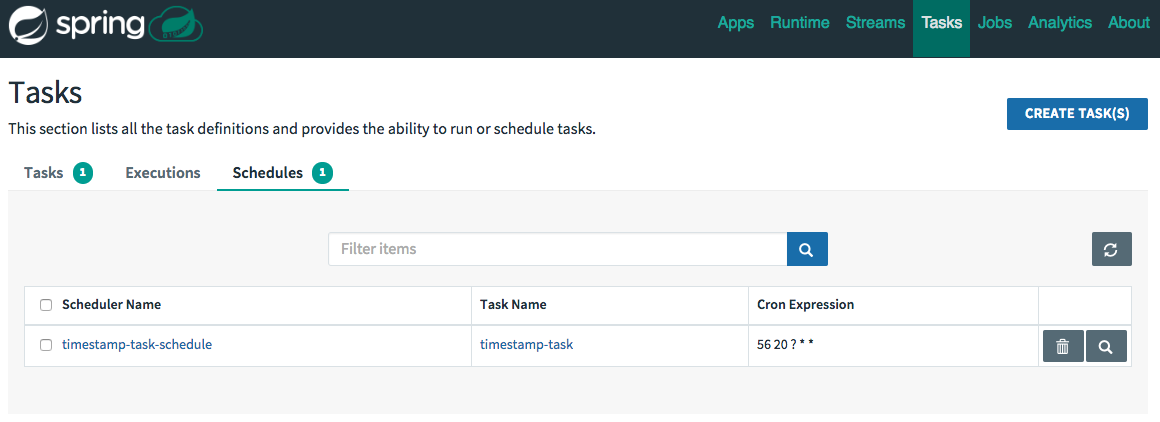 spring
Apps Runtime Streams Tasks Jobs Analytics About
Tasks
CREATE TASK(S)
This section lists all the task definitions and provides the ability to run or schedule tasks.
Tasks 1 Executions Schedules 1
Filter items
Scheduler Name Task Name Cron Expression
timestamp-task-schedule timestamp-task 56 20 ? * *